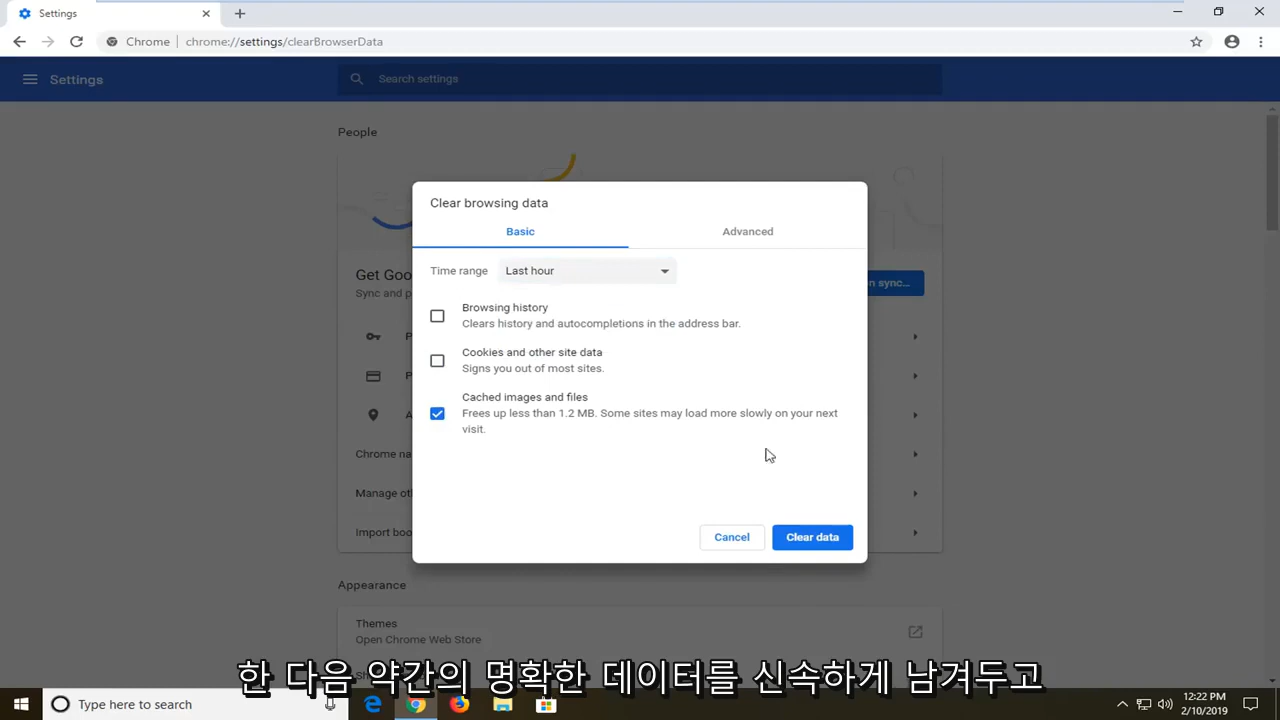 Settings
Chrome
chrome://settings/clearBrowserData
Settings
Search settings
People
Get Goo
Sync and p
n sync...
Clear browsing data
Basic
Advanced
Time range
Last hour
Browsing history
Clears history and autocompletions in the address bar.
Cookies and other site data
Signs you out of most sites.
Cached images and files
Frees up less than 1.2 MB. Some sites may load more slowly on your next
visit.
Cancel
Clear data
P
P
A
Chrome na
Manage oth
Import boo
Appearance
Themes
Open Chrome Web Store
한 다음 약간의 명확한 데이터를 신속하게 남겨두고
Type here to search
12:22 PM
2/10/2019